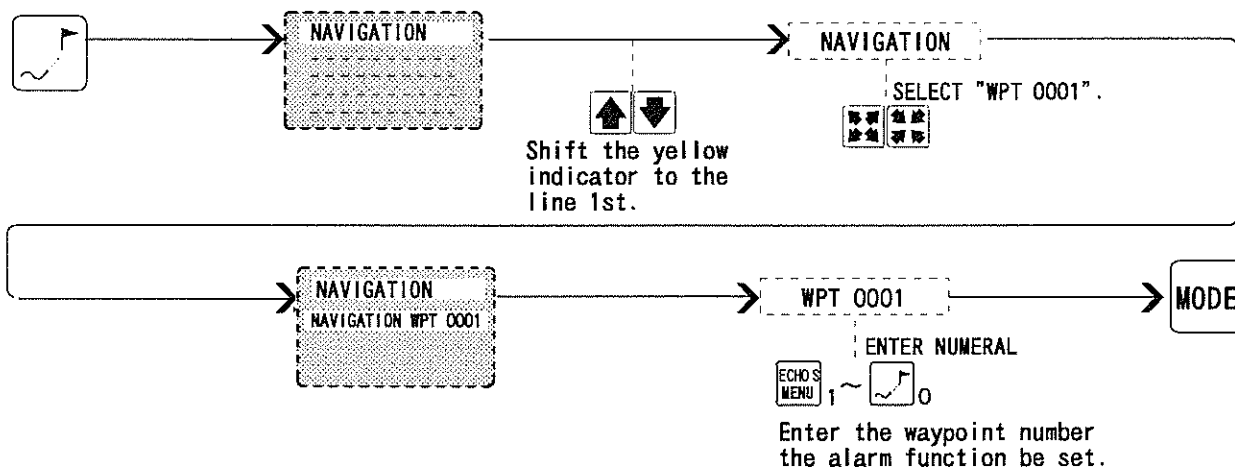 NAVIGATION
NAVIGATION
SELECT "WPT 0001".
Shift the yellow
indicator to the
line 1st.
NAVIGATION
NAVIGATION WPT 0001
WPT 0001
MODE
ENTER NUMERAL
ECHO S
MENU 1 ~ 0
Enter the waypoint number
the alarm function be set.